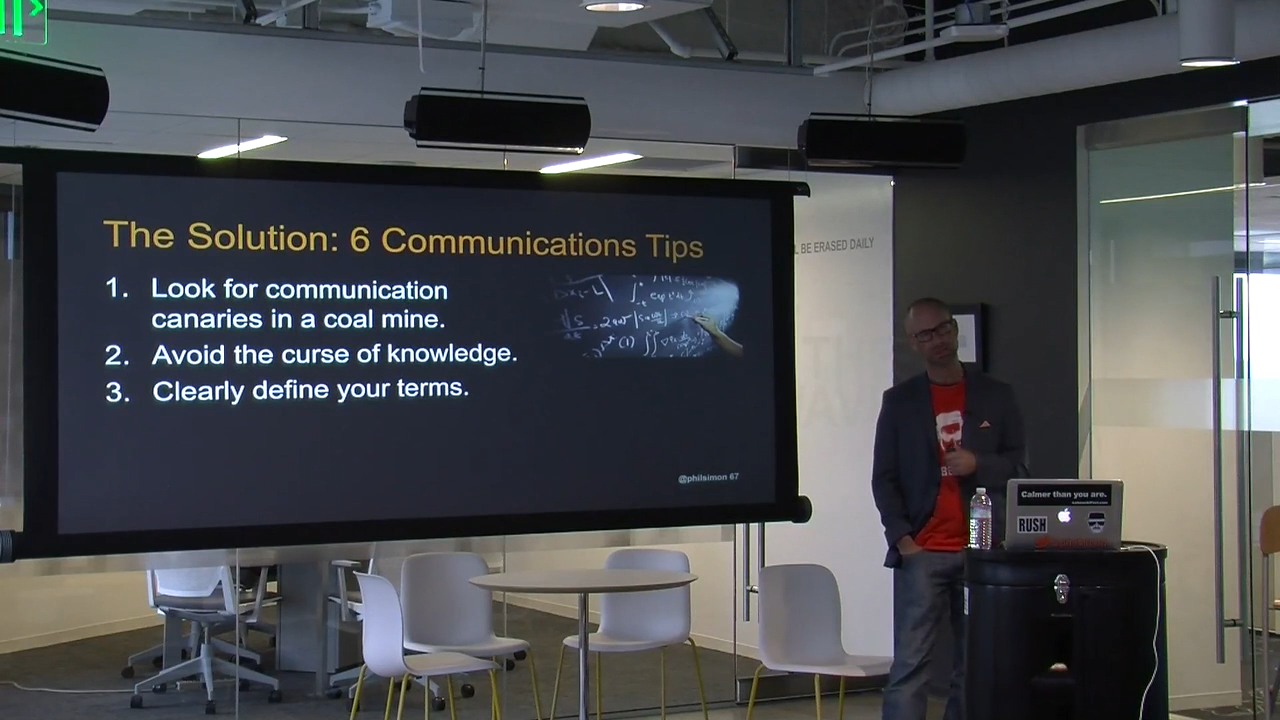 The Solution: 6 Communications Tips
1. Look for communication
canaries in a coal mine.
2. Avoid the curse of knowledge.
3. Clearly define your terms.
@philsimon 67
BE ERASED DAILY
Calmer than you are.
RUSH